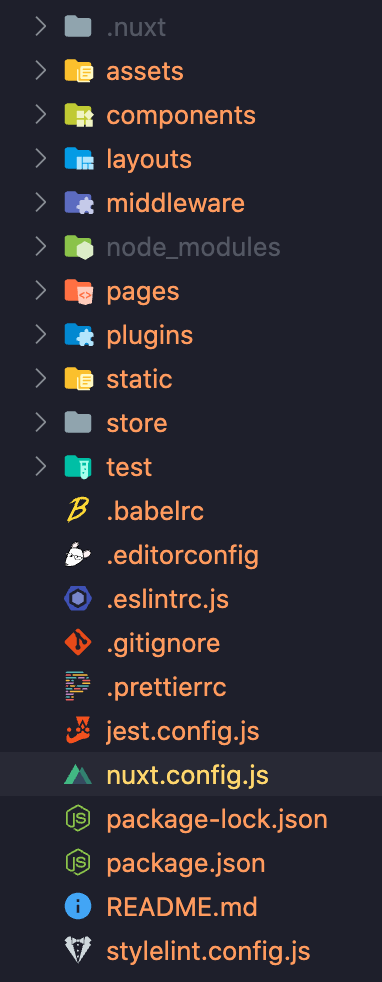 .nuxt
assets
components
layouts
middleware
node_modules
pages
plugins
static
store
test
.babelrc
.editorconfig
.eslintrc.js
.gitignore
.prettierrc
jest.config.js
nuxt.config.js
package-lock.json
package.json
README.md
stylelint.config.js